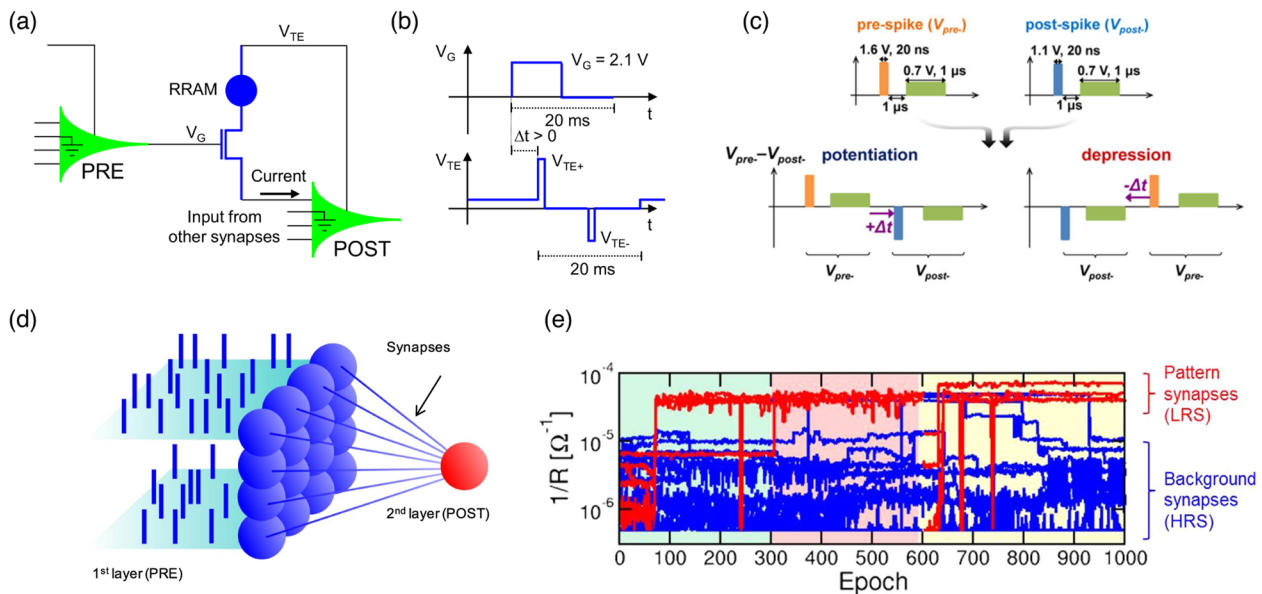 (a)
V_TE
RRAM
V_G
PRE
Current
Input from
other synapses
POST
(b)
V_G
V_G = 2.1 V
20 ms
t
Δt > 0
V_TE
V_TE+
t
V_TE-
20 ms
(c)
pre-spike (V_pre-)
post-spike (V_post-)
1.6 V, 20 ns
0.7 V, 1 μs
1 μs
1.1 V, 20 ns
0.7 V, 1 μs
1 μs
V_pre-–V_post-
potentiation
depression
+Δt
-Δt
V_pre-
V_post-
V_post-
V_pre-
(d)
Synapses
2nd layer (POST)
1st layer (PRE)
(e)
1/R [Ω-1]
10-4
10-5
10-6
0 100 200 300 400 500 600 700 800 900 1000
Epoch
Pattern
synapses
(LRS)
Background
synapses
(HRS)